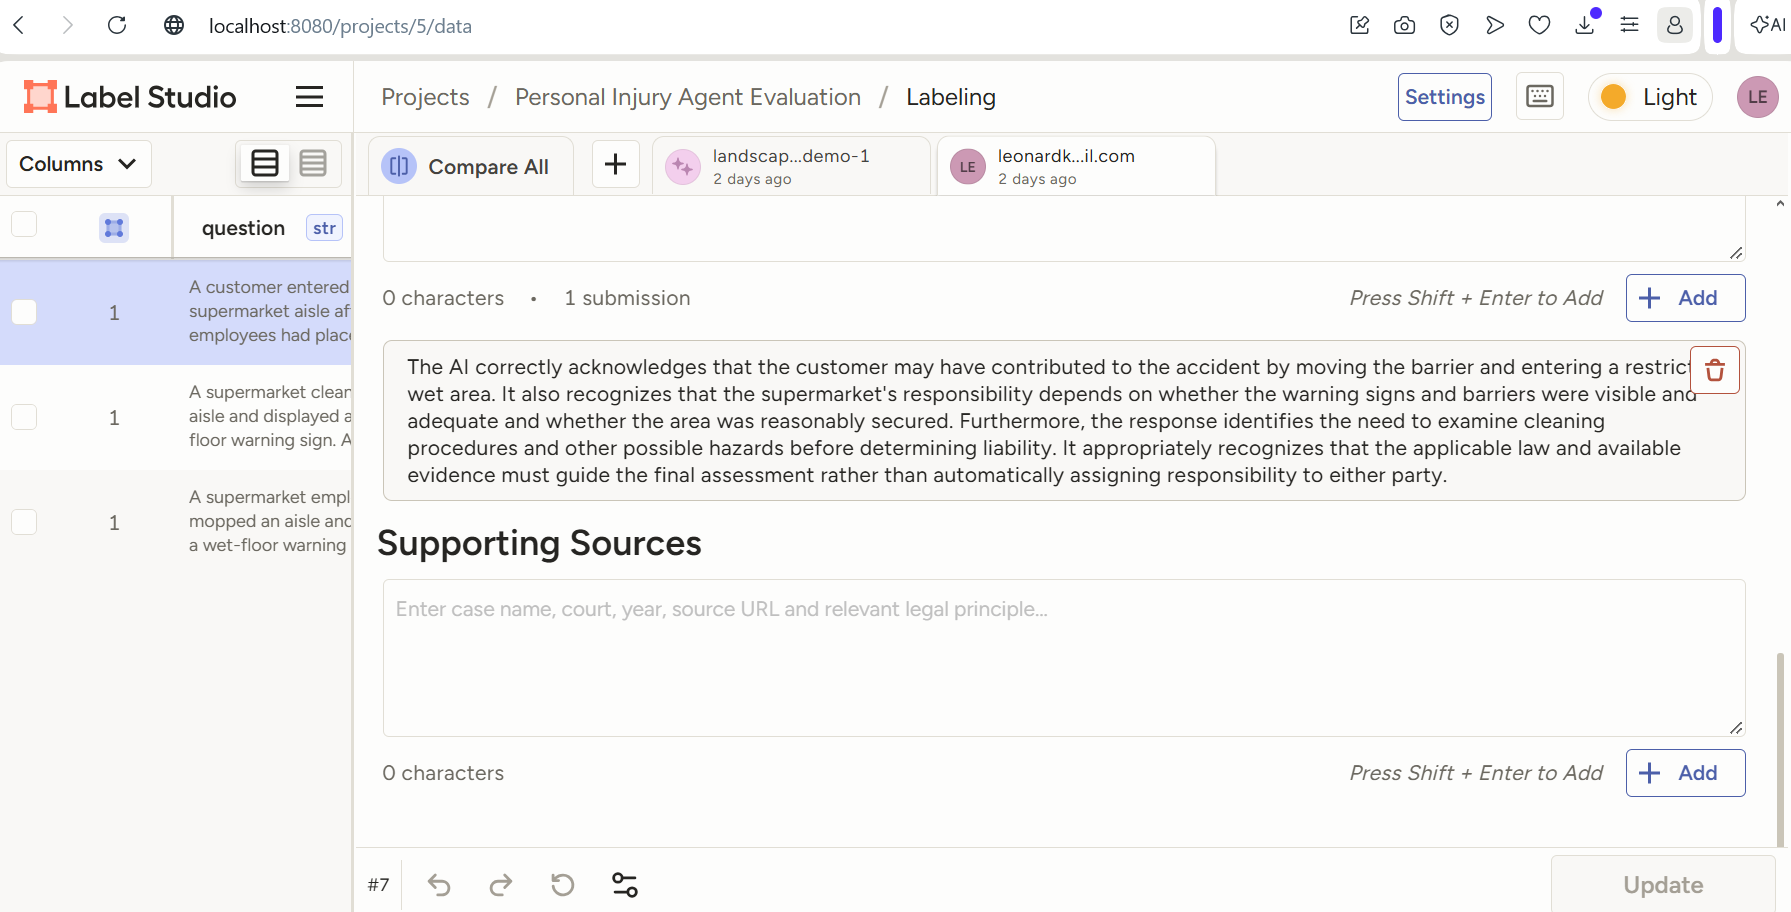 localhost:8080/projects/5/data
AI
Label Studio
Projects / Personal Injury Agent Evaluation / Labeling
Settings
Light
LE
Columns
Compare All
landscap...demo-1
2 days ago
LE
leonardk...il.com
2 days ago
question str
1
A customer entered
supermarket aisle af
employees had place
1
A supermarket clean
aisle and displayed a
floor warning sign. A
1
A supermarket empl
mopped an aisle and
a wet-floor warning
0 characters • 1 submission
Press Shift + Enter to Add
+ Add
The AI correctly acknowledges that the customer may have contributed to the accident by moving the barrier and entering a restrict
wet area. It also recognizes that the supermarket's responsibility depends on whether the warning signs and barriers were visible and
adequate and whether the area was reasonably secured. Furthermore, the response identifies the need to examine cleaning
procedures and other possible hazards before determining liability. It appropriately recognizes that the applicable law and available
evidence must guide the final assessment rather than automatically assigning responsibility to either party.
Supporting Sources
Enter case name, court, year, source URL and relevant legal principle...
0 characters
Press Shift + Enter to Add
+ Add
#7
Update